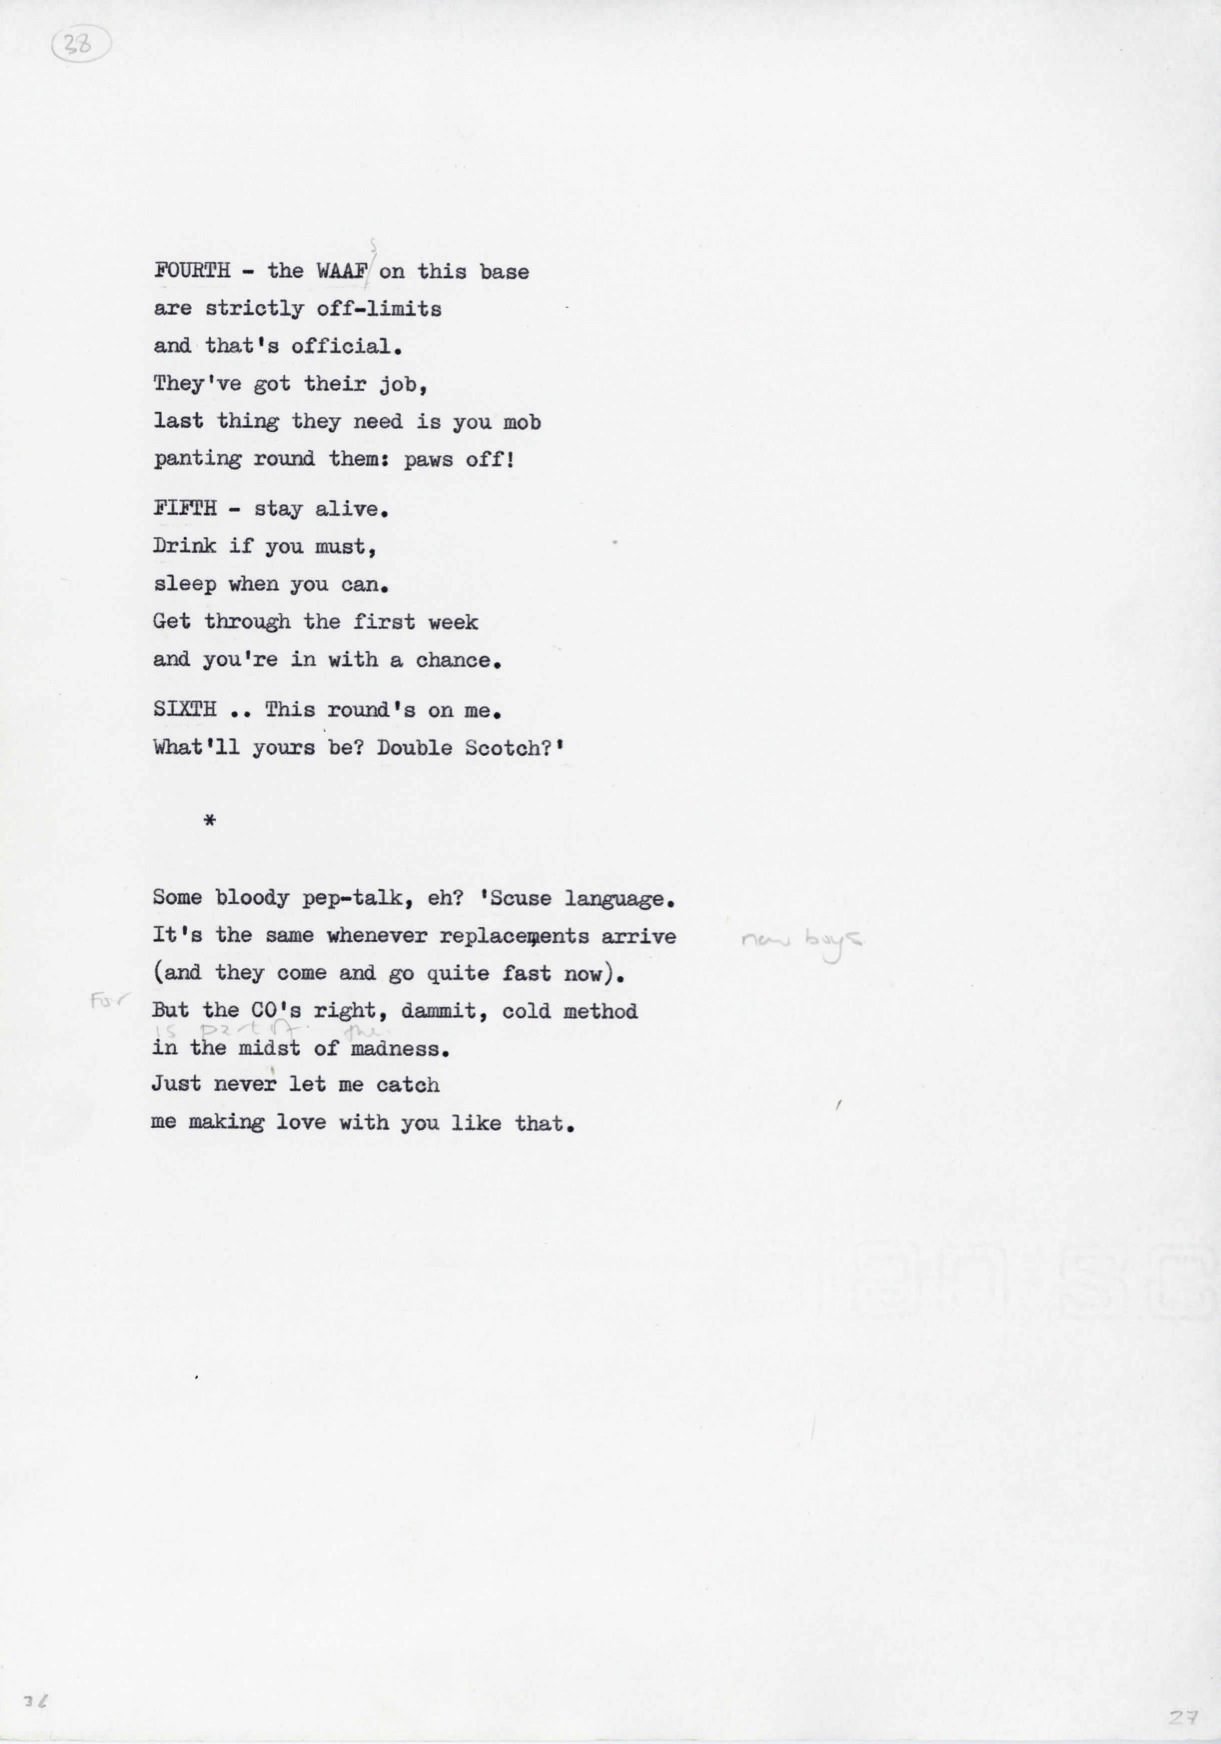 38
s
FOURTH - the WAAF/ on this base
are strictly off-limits
and that's official.
They've got their job,
last thing they need is you mob
panting round them: paws off!
FIFTH - stay alive.
Drink if you must,
sleep when you can.
Get through the first week
and you're in with a chance.
SIXTH .. This round's on me.
What'll yours be? Double Scotch?'
*
Some bloody pep-talk, eh? 'Scuse language.
It's the same whenever replacements arrive new boys
(and they come and go quite fast now).
For But the CO's right, dammit, cold method
is part of the
in the midst of madness.
Just never let me catch
me making love with you like that.
36
27